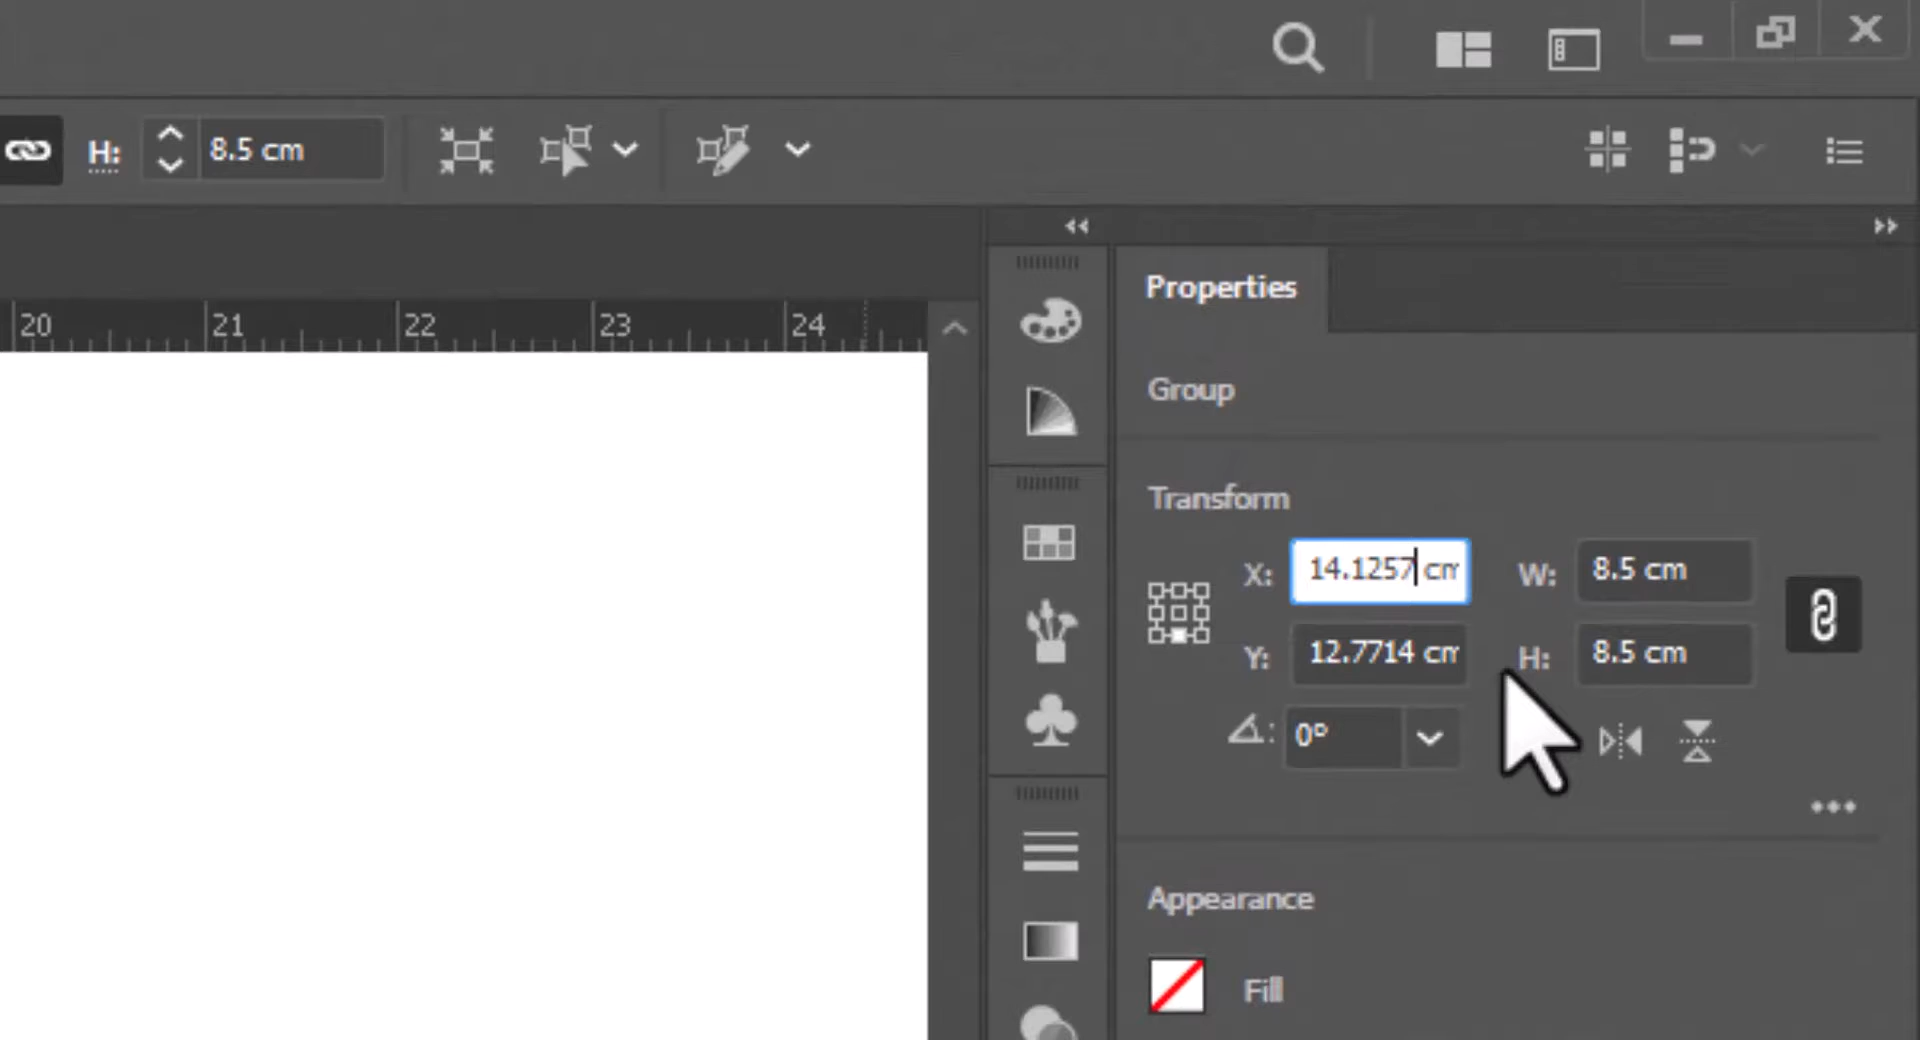 H: 8.5 cm
20 21 22 23 24
Properties
Group
Transform
X: 14.1257 cm W: 8.5 cm
Y: 12.7714 cm H: 8.5 cm
: 0°
Appearance
Fill